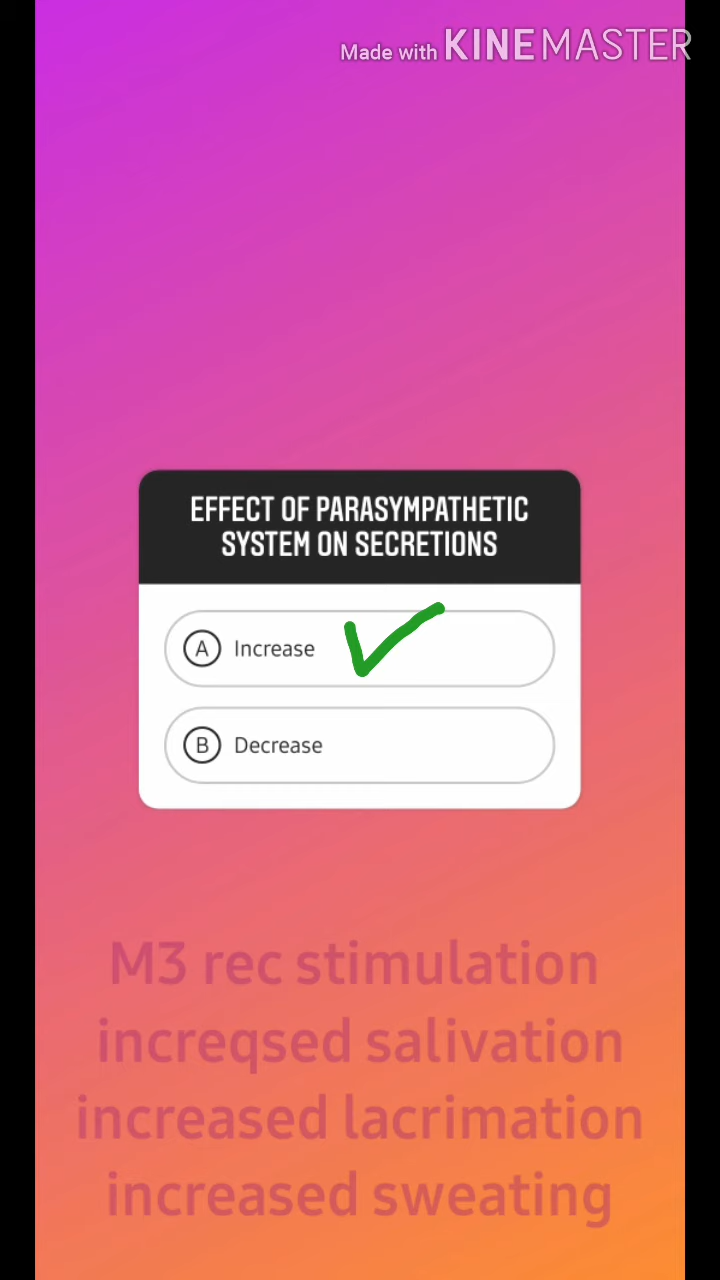 Made with KINEMASTER
EFFECT OF PARASYMPATHETIC
SYSTEM ON SECRETIONS
A Increase
B Decrease
M3 rec stimulation
increqsed salivation
increased lacrimation
increased sweating